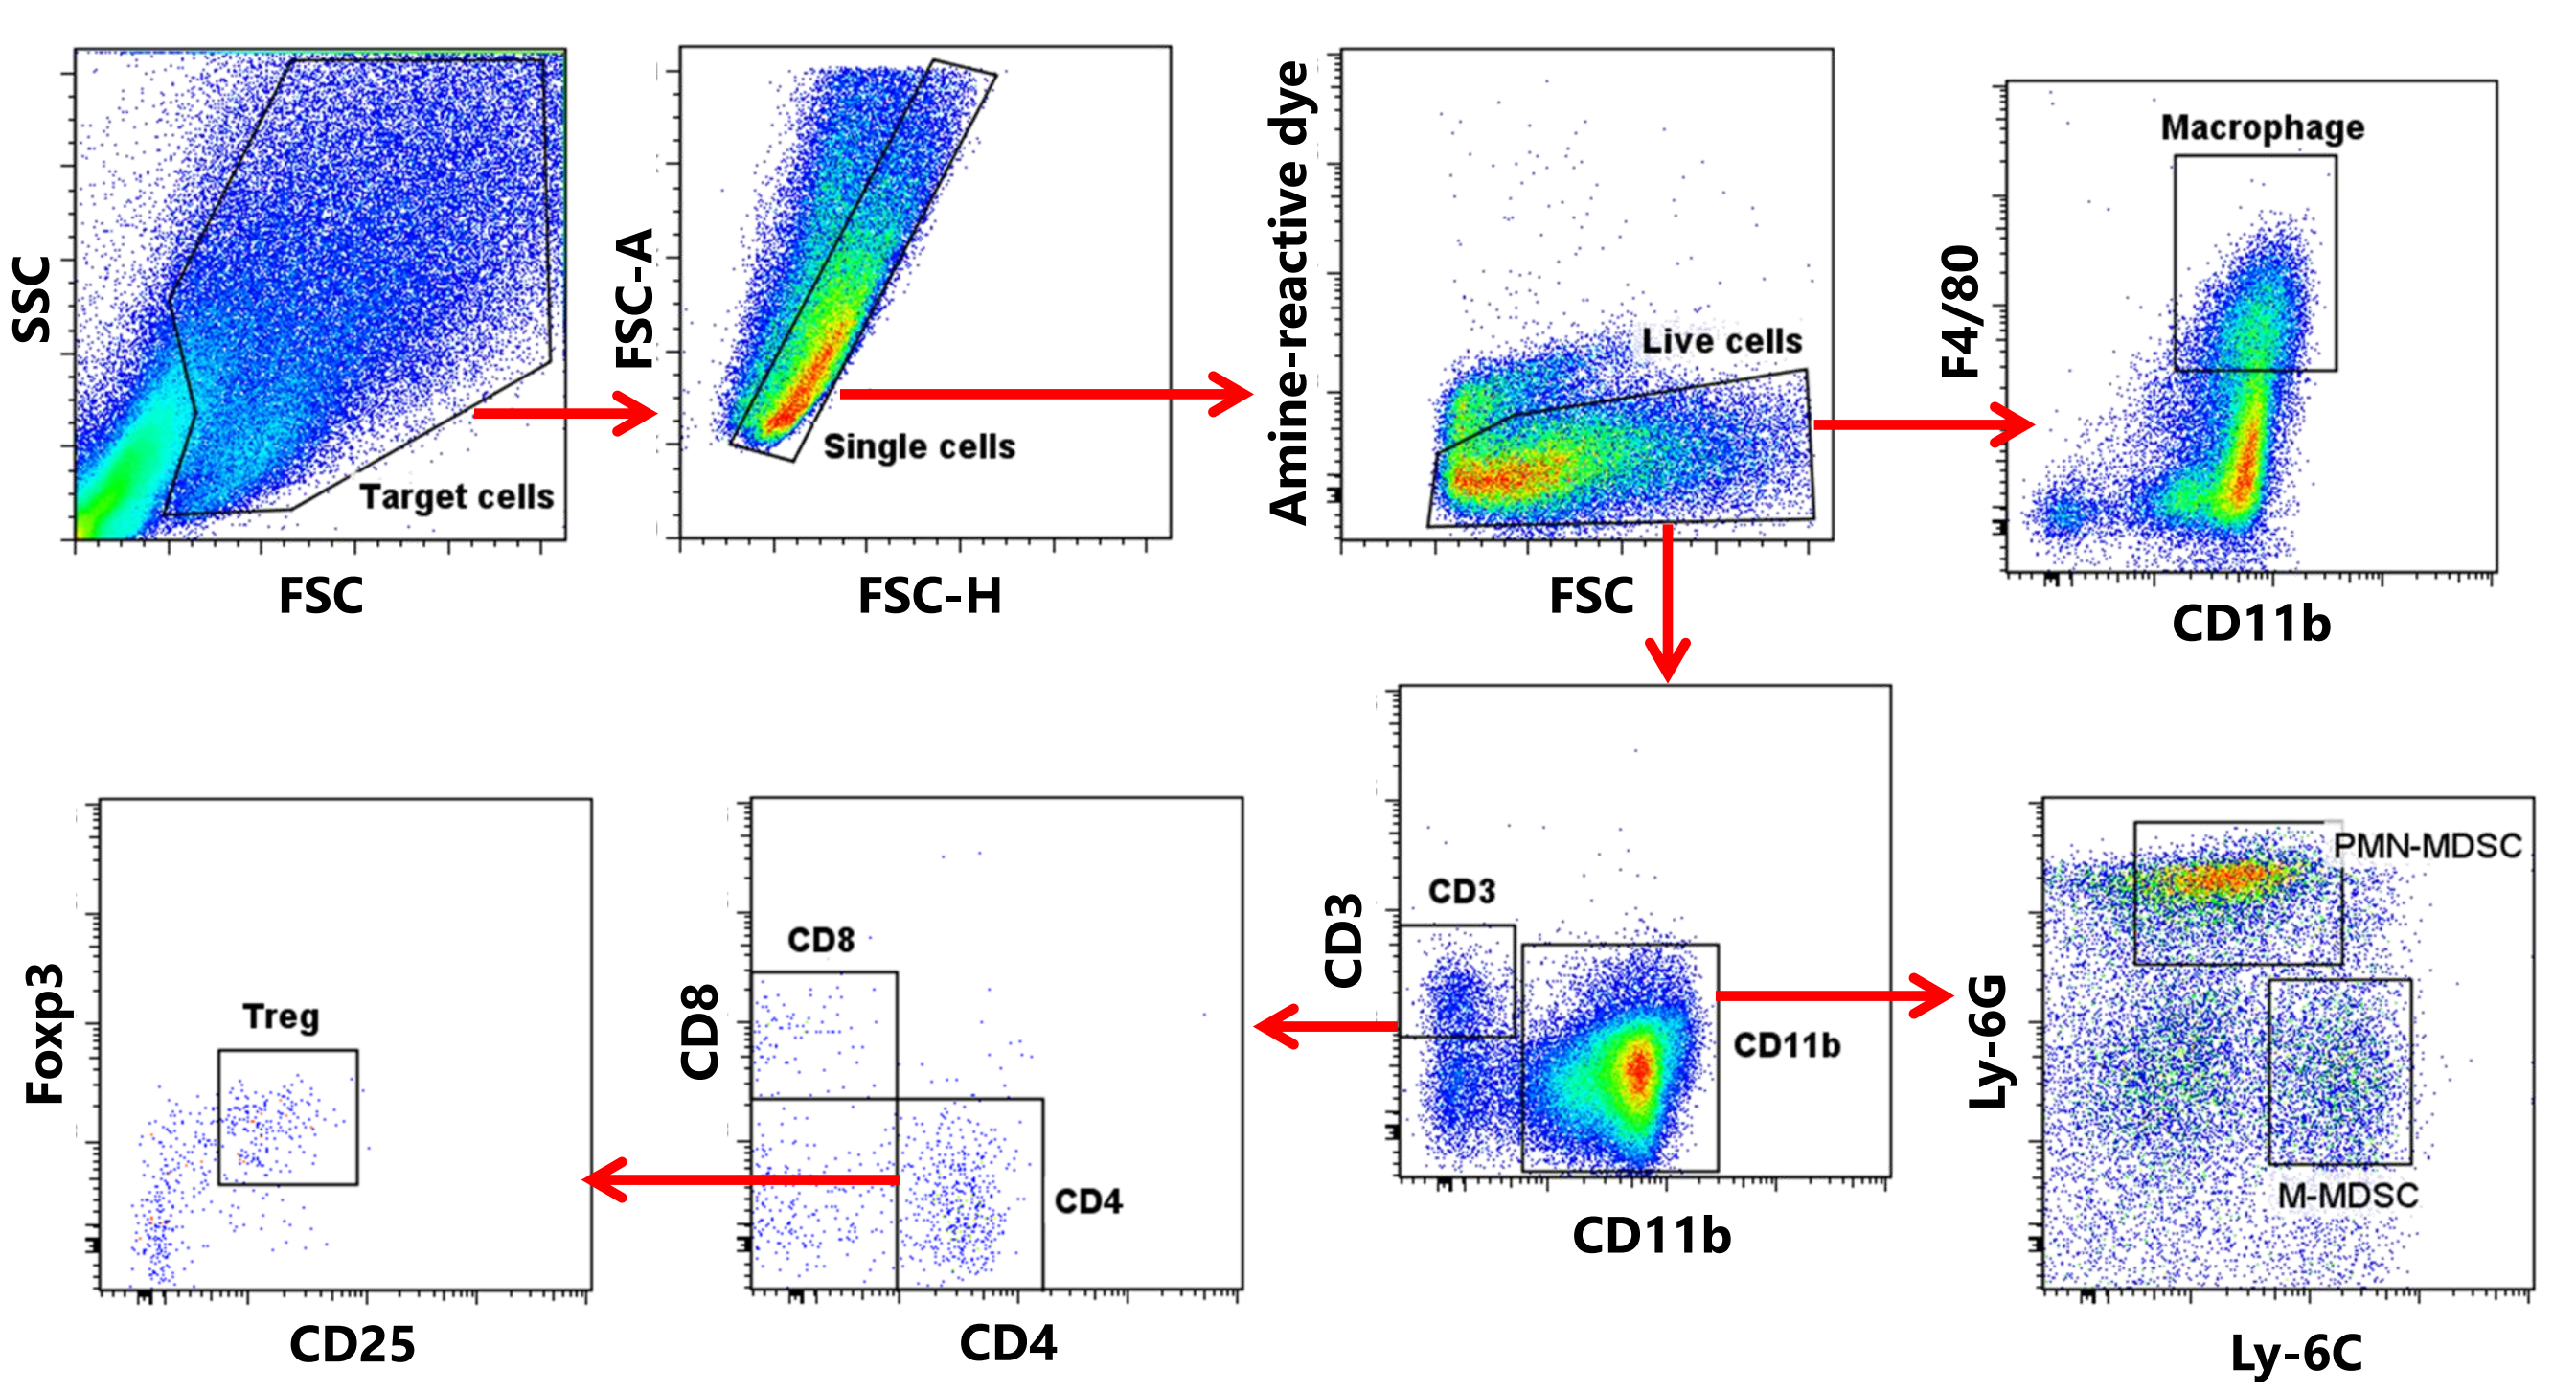 SSC
Target cells
FSC
FSC-A
Single cells
FSC-H
Amine-reactive dye
Live cells
FSC
Macrophage
F4/80
CD11b
Foxp3
Treg
CD25
CD8
CD8
CD4
CD4
CD3
CD3
CD11b
CD11b
PMN-MDSC
Ly-6G
M-MDSC
Ly-6C